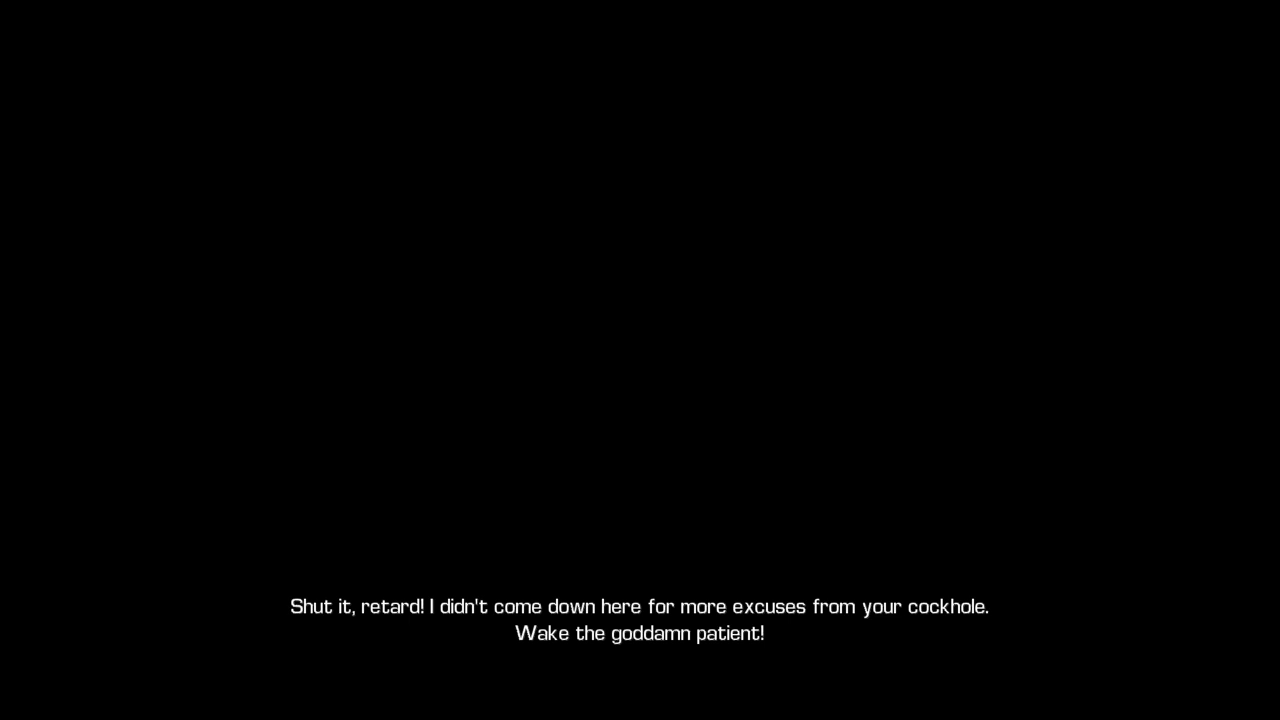 Shut it, retard! I didn't come down here for more excuses from your cockhole.
Wake the goddamn patient!